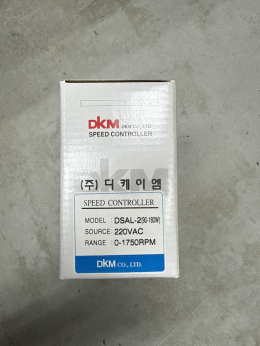 DKM DKM CO., LTD.
SPEED CONTROLLER
DKM
(주) 디케이엠
SPEED CONTROLLER
MODEL : DSAL-2(90-180W)
SOURCE: 220VAC
RANGE : 0-1750RPM
DKM CO., LTD.